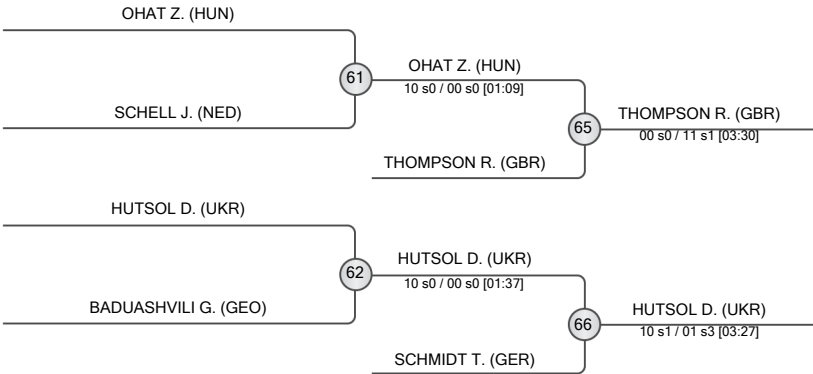 OHAT Z. (HUN)
61
OHAT Z. (HUN)
10 s0 / 00 s0 [01:09]
SCHELL J. (NED)
65
THOMPSON R. (GBR)
00 s0 / 11 s1 [03:30]
THOMPSON R. (GBR)
HUTSOL D. (UKR)
62
HUTSOL D. (UKR)
10 s0 / 00 s0 [01:37]
BADUASHVILI G. (GEO)
66
HUTSOL D. (UKR)
10 s1 / 01 s3 [03:27]
SCHMIDT T. (GER)